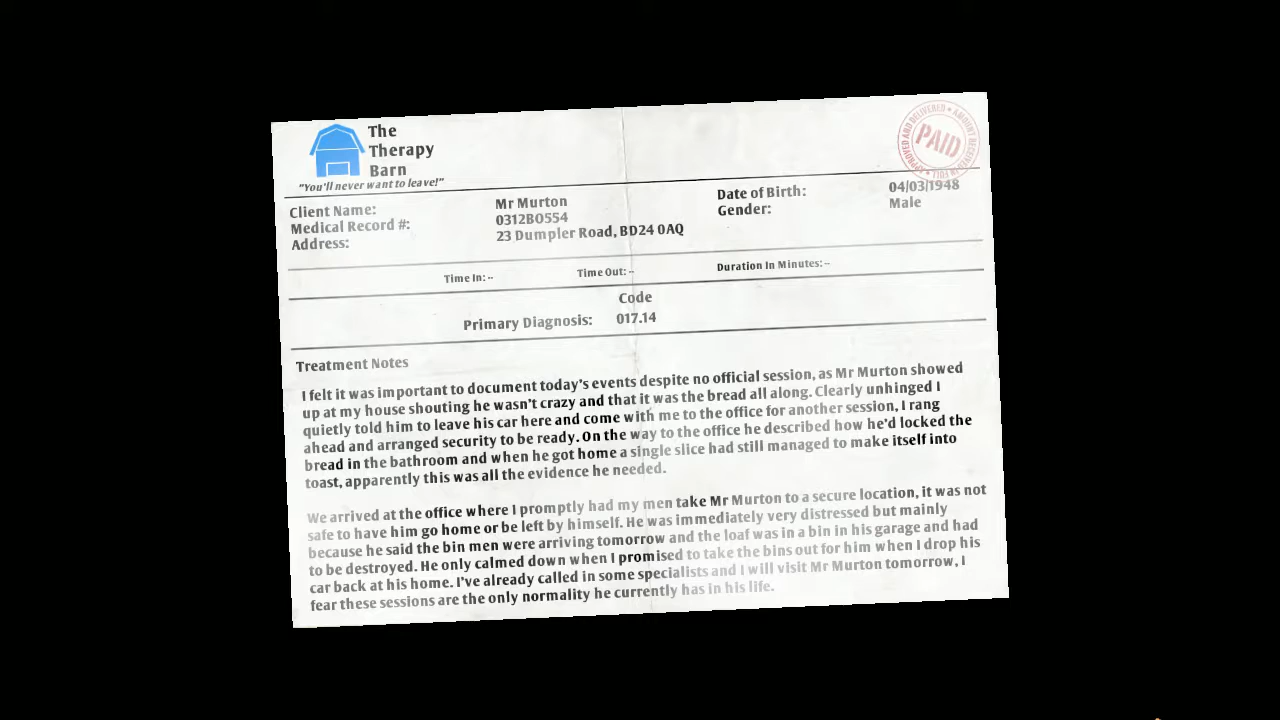 The
Therapy
Barn
"You'll never want to leave!"
APPROVED AND DELIVERED • AMOUNT RECEIVED IN FULL •
PAID
Client Name: Mr Murton Date of Birth: 04/03/1948
Medical Record #: 0312BO554 Gender: Male
Address: 23 Dumpler Road, BD24 0AQ
Time In: -- Time Out: -- Duration In Minutes: --
Code
Primary Diagnosis: 017.14
Treatment Notes
I felt it was important to document today's events despite no official session, as Mr Murton showed
up at my house shouting he wasn't crazy and that it was the bread all along. Clearly unhinged I
quietly told him to leave his car here and come with me to the office for another session, I rang
ahead and arranged security to be ready. On the way to the office he described how he'd locked the
bread in the bathroom and when he got home a single slice had still managed to make itself into
toast, apparently this was all the evidence he needed.
We arrived at the office where I promptly had my men take Mr Murton to a secure location, it was not
safe to have him go home or be left by himself. He was immediately very distressed but mainly
because he said the bin men were arriving tomorrow and the loaf was in a bin in his garage and had
to be destroyed. He only calmed down when I promised to take the bins out for him when I drop his
car back at his home. I've already called in some specialists and I will visit Mr Murton tomorrow, I
fear these sessions are the only normality he currently has in his life.